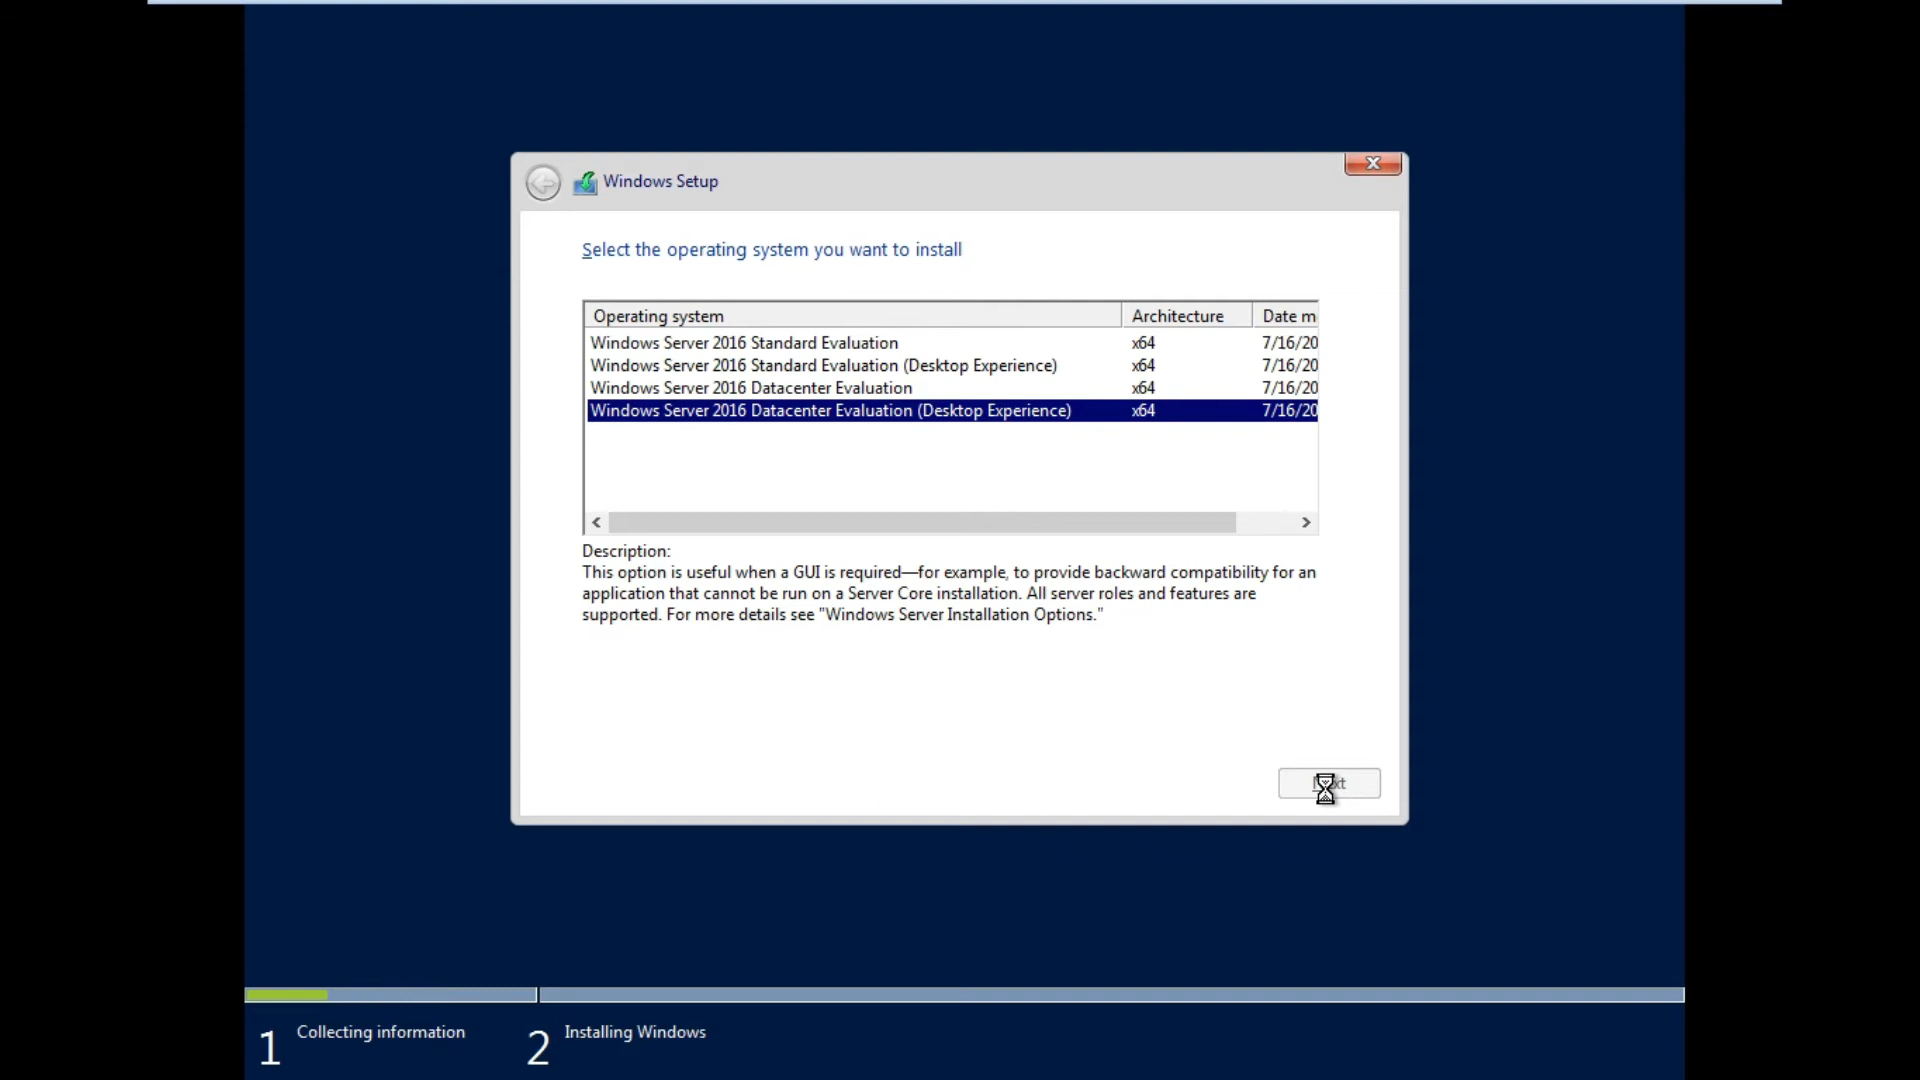 Windows Setup
Select the operating system you want to install
Operating system Architecture Date m
Windows Server 2016 Standard Evaluation x64 7/16/20
Windows Server 2016 Standard Evaluation (Desktop Experience) x64 7/16/20
Windows Server 2016 Datacenter Evaluation x64 7/16/20
Windows Server 2016 Datacenter Evaluation (Desktop Experience) x64 7/16/20
Description:
This option is useful when a GUI is required—for example, to provide backward compatibility for an
application that cannot be run on a Server Core installation. All server roles and features are
supported. For more details see "Windows Server Installation Options."
Next
1 Collecting information 2 Installing Windows